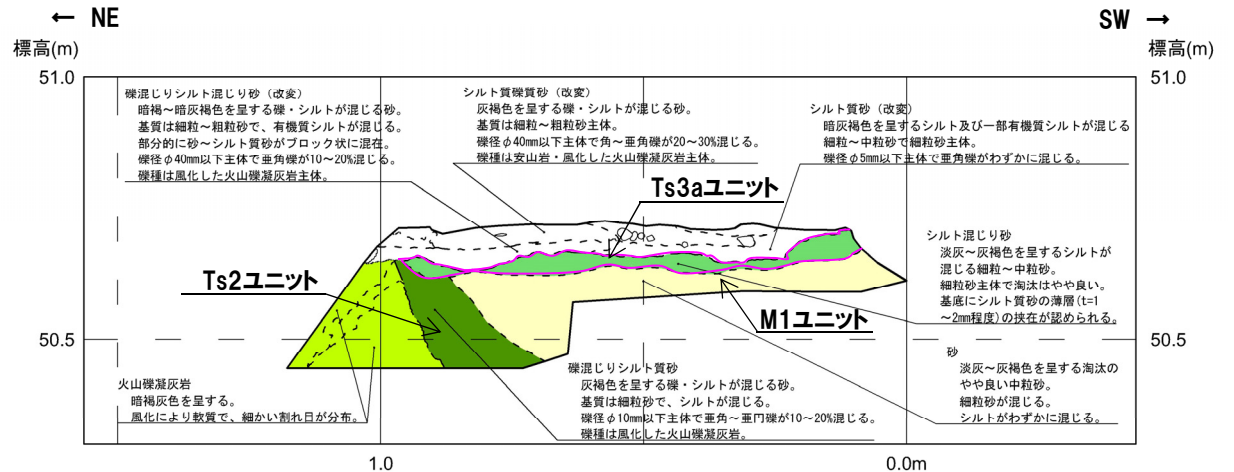 ← NE
SW →
標高(m)
標高(m)
51.0
51.0
礫混じりシルト混じり砂（改変）
暗褐～暗灰褐色を呈する礫・シルトが混じる砂。
基質は細粒～粗粒砂で、有機質シルトが混じる。
部分的に砂～シルト質砂がブロック状に混在。
礫径φ40mm以下主体で亜角礫が10～20%混じる。
礫種は風化した火山礫凝灰岩主体。
シルト質礫質砂（改変）
灰褐色を呈する礫・シルトが混じる砂。
基質は細粒～粗粒砂主体。
礫径φ40mm以下主体で角～亜角礫が20～30%混じる。
礫種は安山岩・風化した火山礫凝灰岩主体。
シルト質砂（改変）
暗灰褐色を呈するシルト及び一部有機質シルトが混じる
細粒～中粒砂で細粒砂主体。
礫径φ5mm以下主体で亜角礫がわずかに混じる。
Ts3aユニット
Ts2ユニット
M1ユニット
シルト混じり砂
淡灰～灰褐色を呈するシルトが
混じる細粒～中粒砂。
細粒砂主体で淘汰はやや良い。
基底にシルト質砂の薄層(t=1
～2mm程度)の挟在が認められる。
50.5
50.5
火山礫凝灰岩
暗褐灰色を呈する。
風化により軟質で、細かい割れ目が分布。
礫混じりシルト質砂
灰褐色を呈する礫・シルトが混じる砂。
基質は細粒砂で、シルトが混じる。
礫径φ10mm以下主体で亜角～亜円礫が10～20%混じる。
礫種は風化した火山礫凝灰岩。
砂
淡灰～灰褐色を呈する淘汰の
やや良い中粒砂。
細粒砂が混じる。
シルトがわずかに混じる。
1.0
0.0m